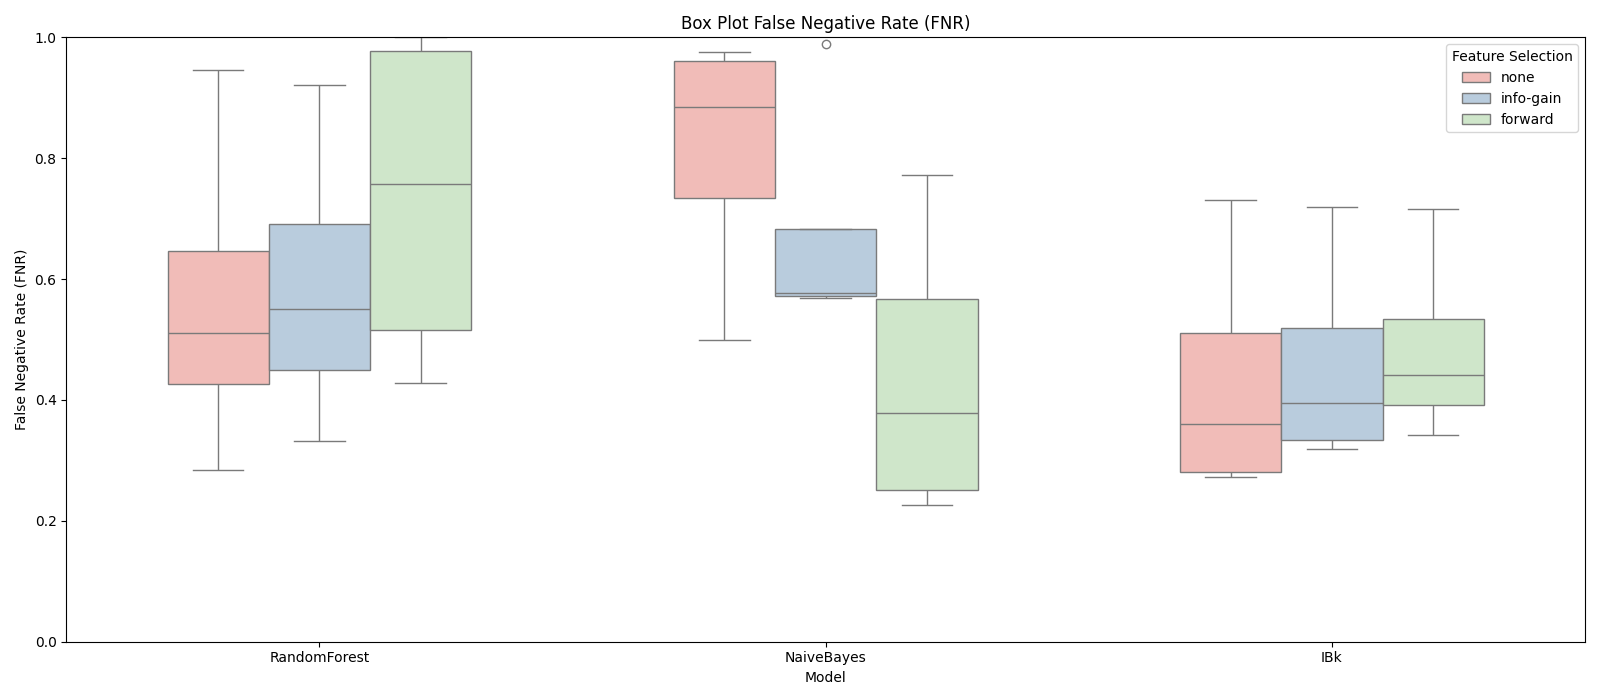 Box Plot False Negative Rate (FNR)
Feature Selection
none
info-gain
forward
False Negative Rate (FNR)
1.0
0.8
0.6
0.4
0.2
0.0
RandomForest
NaiveBayes
IBk
Model